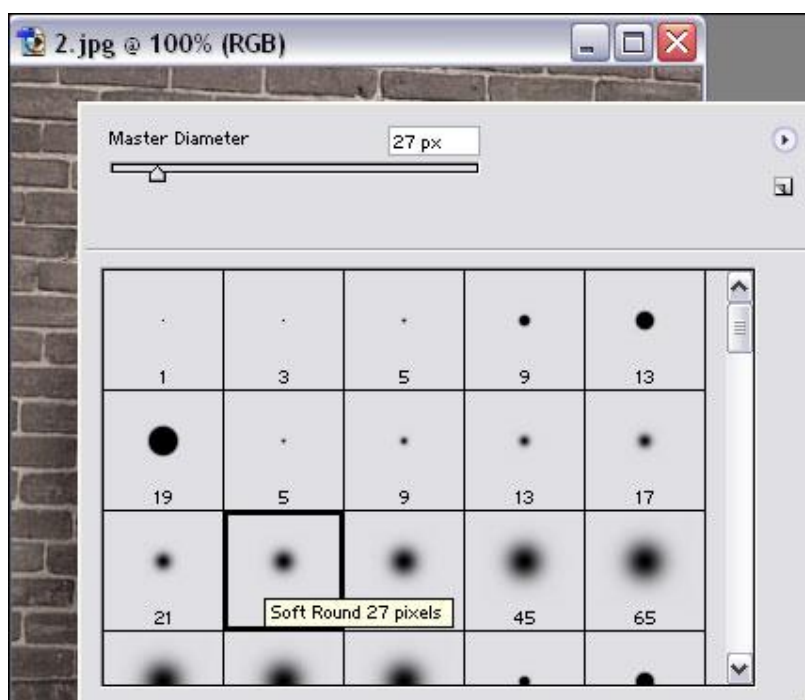 2.jpg @ 100% (RGB)
Master Diameter 27 px
1 3 5 9 13
19 5 9 13 17
21 45 65
Soft Round 27 pixels